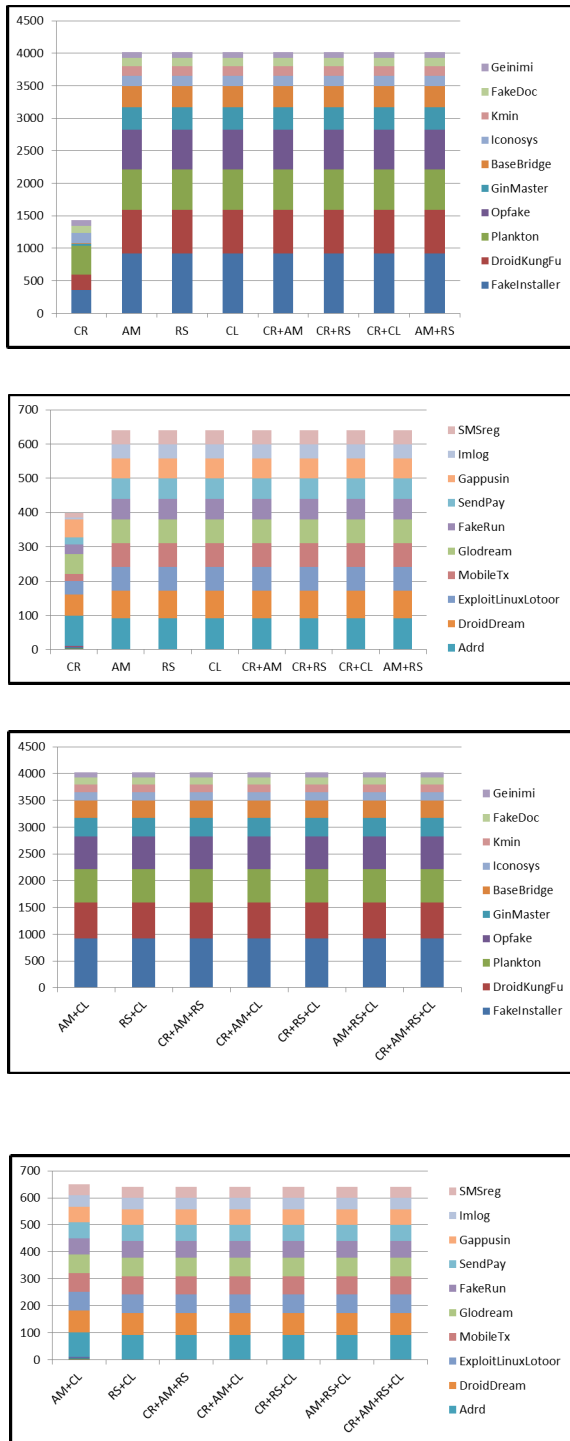 4500
4000
3500
3000
2500
2000
1500
1000
500
0
CR AM RS CL CR+AM CR+RS CR+CL AM+RS
Geinimi
FakeDoc
Kmin
Iconosys
BaseBridge
GinMaster
Opfake
Plankton
DroidKungFu
FakeInstaller
700
600
500
400
300
200
100
0
CR AM RS CL CR+AM CR+RS CR+CL AM+RS
SMSreg
Imlog
Gappusin
SendPay
FakeRun
Glodream
MobileTx
ExploitLinuxLotoor
DroidDream
Adrd
4500
4000
3500
3000
2500
2000
1500
1000
500
0
AM+CL RS+CL CR+AM+RS CR+AM+CL CR+RS+CL AM+RS+CL CR+AM+RS+CL
Geinimi
FakeDoc
Kmin
Iconosys
BaseBridge
GinMaster
Opfake
Plankton
DroidKungFu
FakeInstaller
700
600
500
400
300
200
100
0
AM+CL RS+CL CR+AM+RS CR+AM+CL CR+RS+CL AM+RS+CL CR+AM+RS+CL
SMSreg
Imlog
Gappusin
SendPay
FakeRun
Glodream
MobileTx
ExploitLinuxLotoor
DroidDream
Adrd